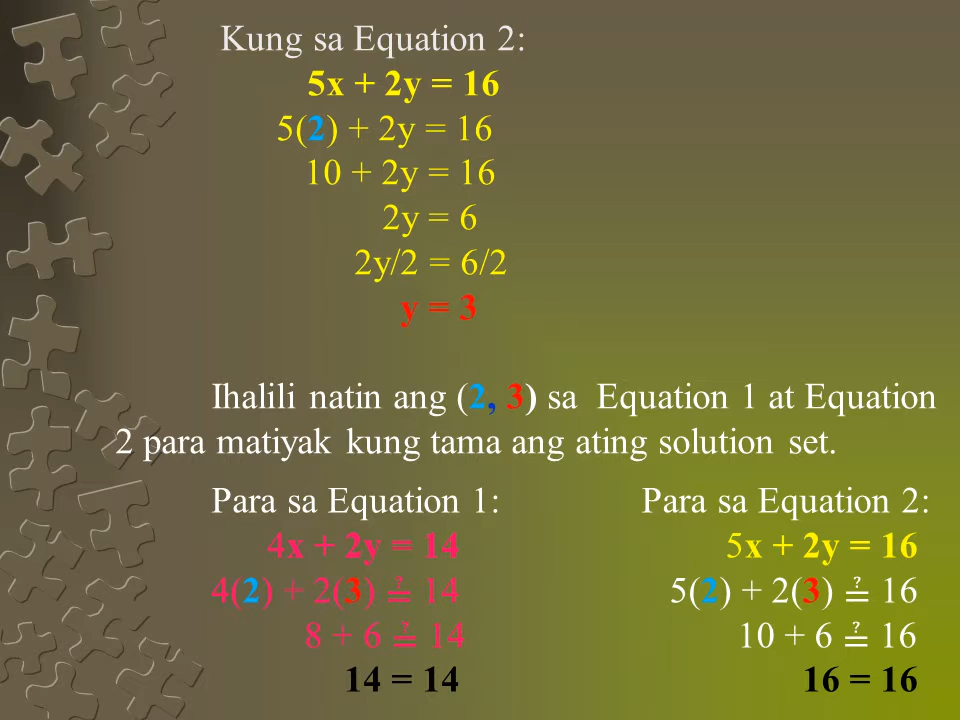 Kung sa Equation 2:
5x + 2y = 16
5(2) + 2y = 16
10 + 2y = 16
2y = 6
2y/2 = 6/2
y = 3
Ihalili natin ang (2, 3) sa Equation 1 at Equation
2 para matiyak kung tama ang ating solution set.
Para sa Equation 1:
4x + 2y = 14
4(2) + 2(3) ≟ 14
8 + 6 ≟ 14
14 = 14
Para sa Equation 2:
5x + 2y = 16
5(2) + 2(3) ≟ 16
10 + 6 ≟ 16
16 = 16